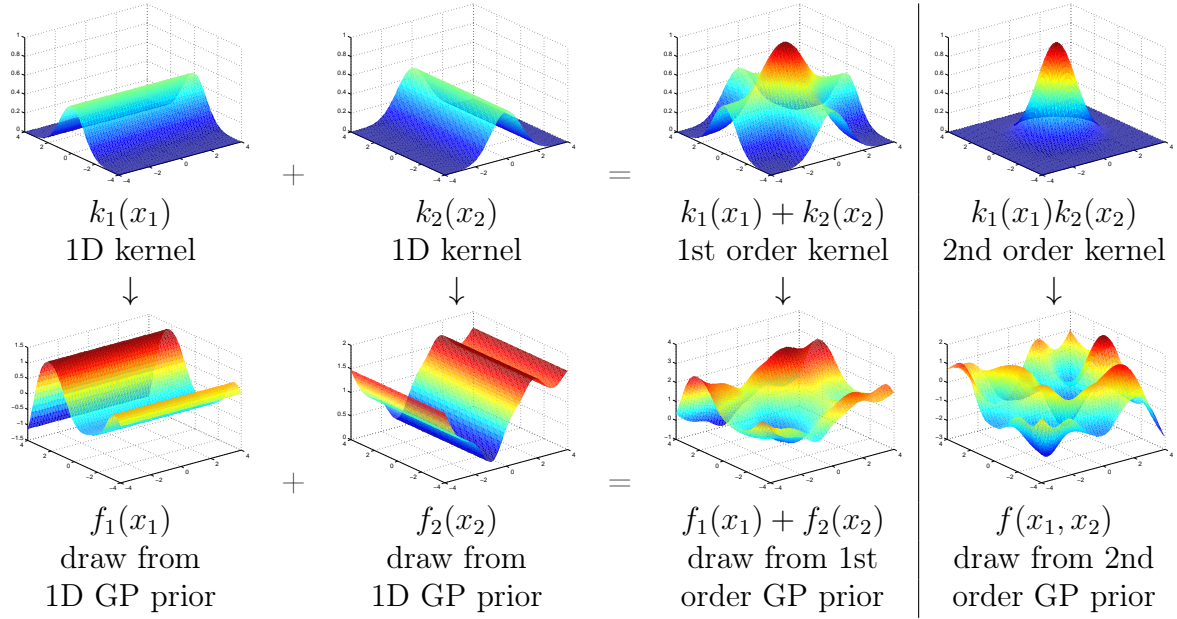 k₁(x₁) + k₂(x₂) = k₁(x₁) + k₂(x₂) k₁(x₁)k₂(x₂)
1D kernel 1D kernel 1st order kernel 2nd order kernel
↓ ↓ ↓ ↓
f₁(x₁) + f₂(x₂) = f₁(x₁) + f₂(x₂) f(x₁, x₂)
draw from draw from draw from 1st draw from 2nd
1D GP prior 1D GP prior order GP prior order GP prior